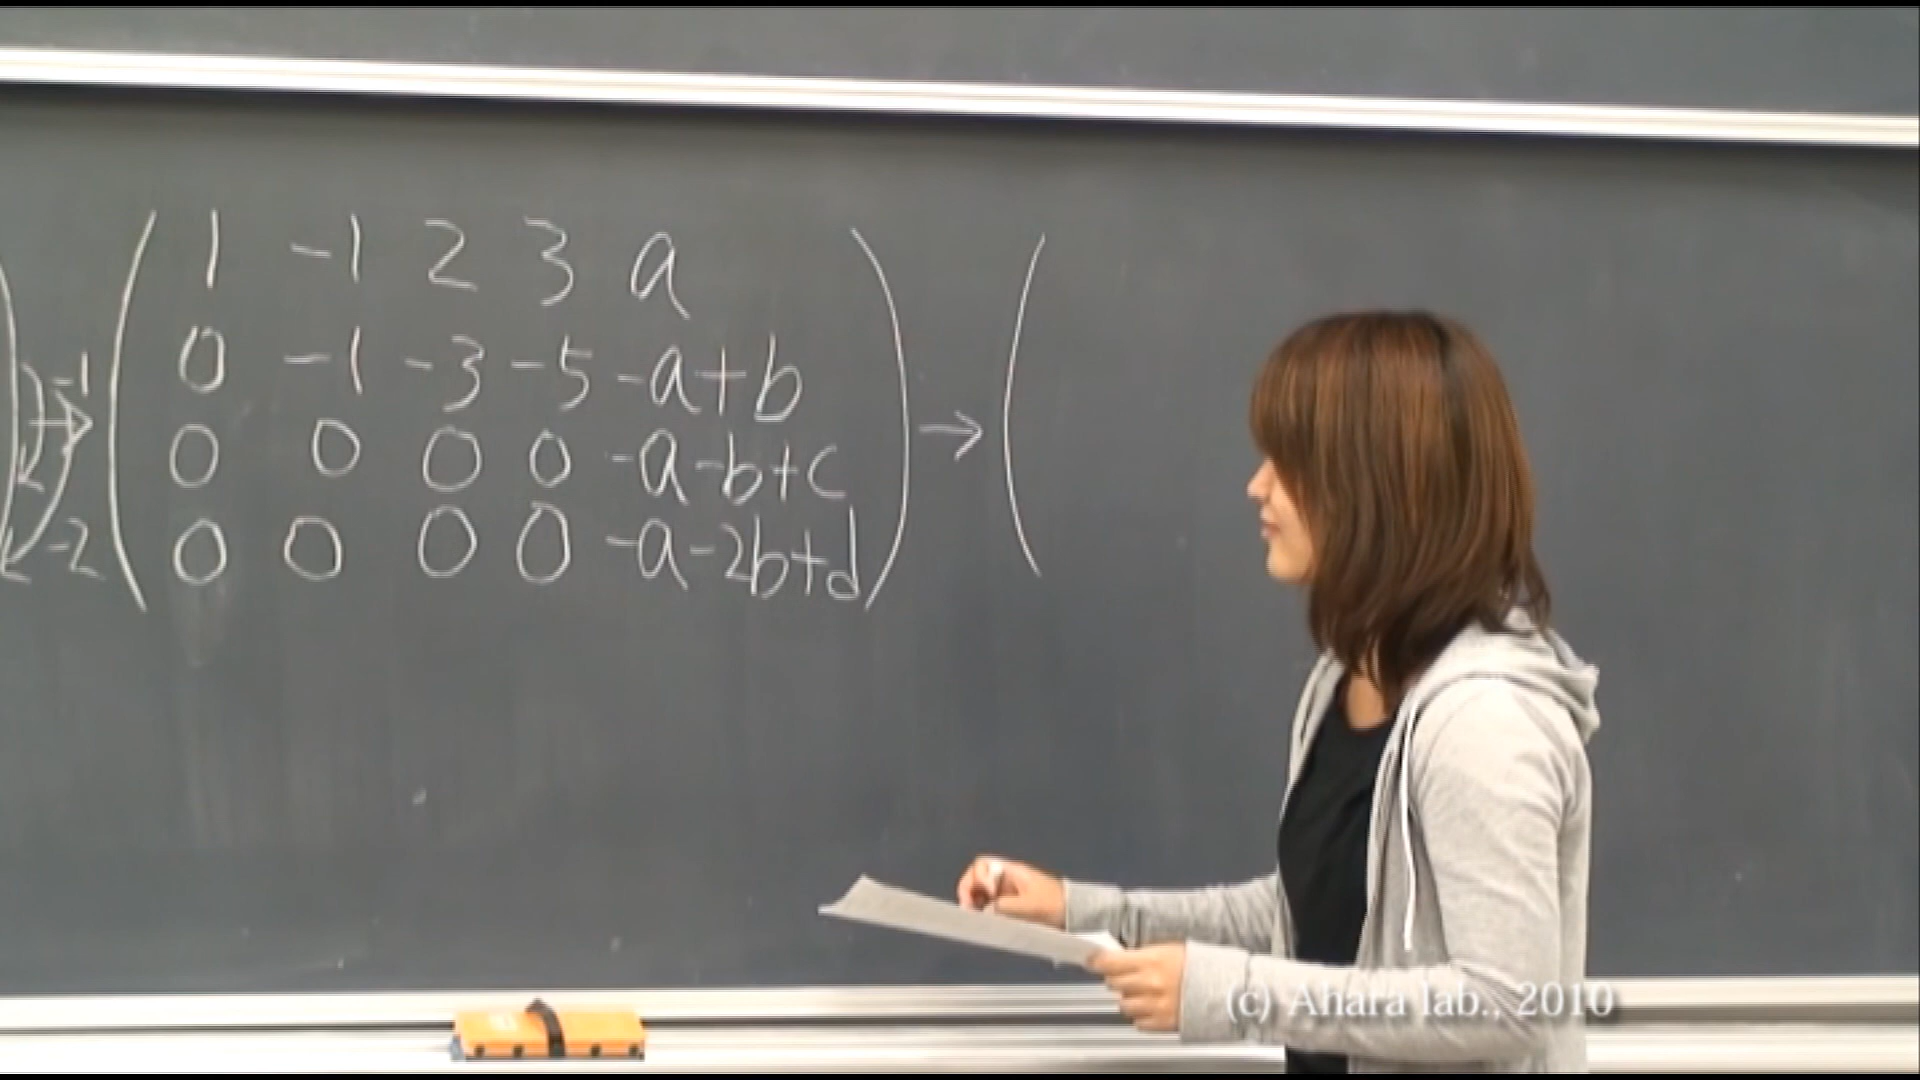 1 -1 2 3 a
0 -1 -3 -5 -a+b
0 0 0 0 -a-b+c
0 0 0 0 -a-2b+d
→
-1
-2
(c) Ahara lab., 2010